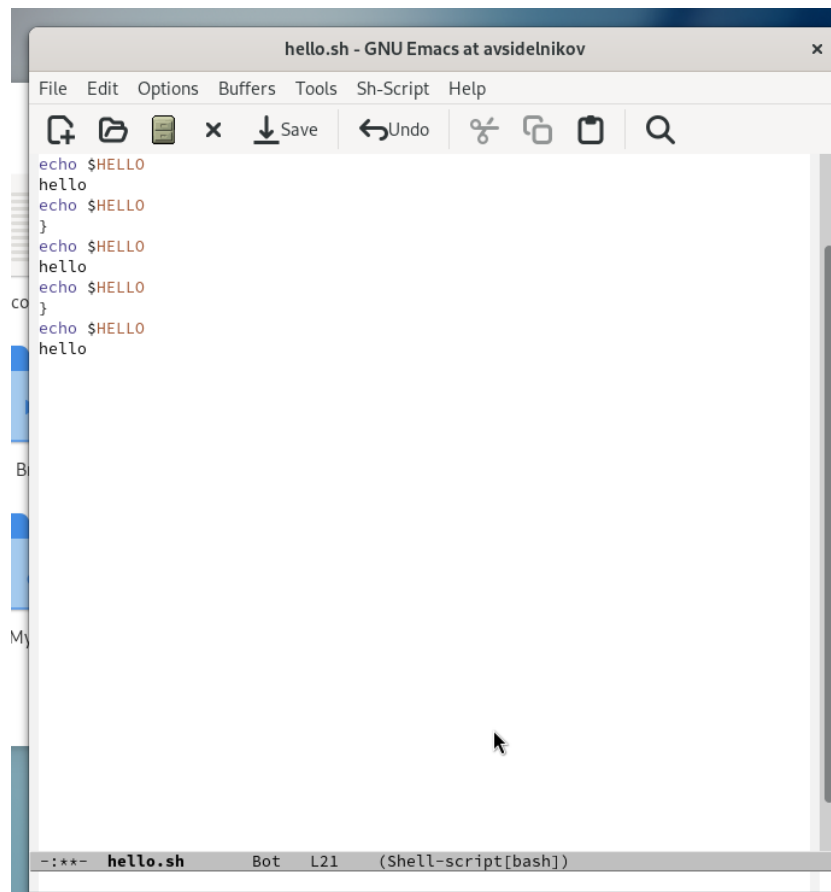 hello.sh - GNU Emacs at avsidelnikov
File Edit Options Buffers Tools Sh-Script Help
Save Undo
echo $HELLO
hello
echo $HELLO
}
echo $HELLO
hello
echo $HELLO
}
echo $HELLO
hello
-:**- hello.sh Bot L21 (Shell-script[bash])